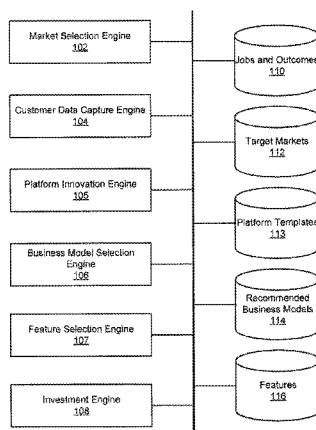 Market Selection Engine
102
Customer Data Capture Engine
104
Platform Innovation Engine
105
Business Model Selection
Engine
106
Feature Selection Engine
107
Investment Engine
108
Jobs and Outcomes
110
Target Markets
112
Platform Templates
113
Recommended
Business Models
114
Features
116